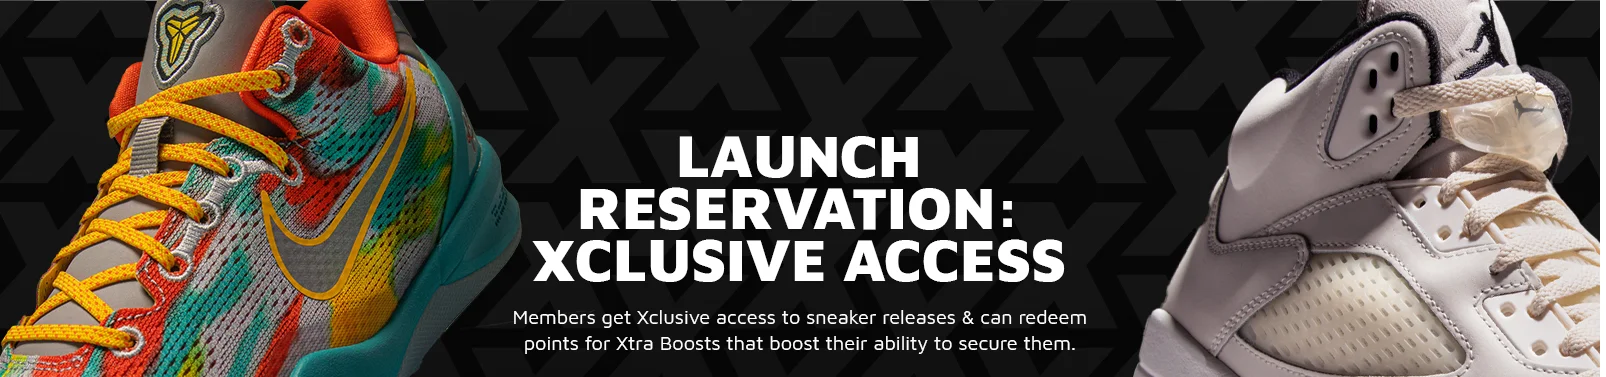 LAUNCH
RESERVATION:
XCLUSIVE ACCESS
Members get Xclusive access to sneaker releases & can redeem
points for Xtra Boosts that boost their ability to secure them.